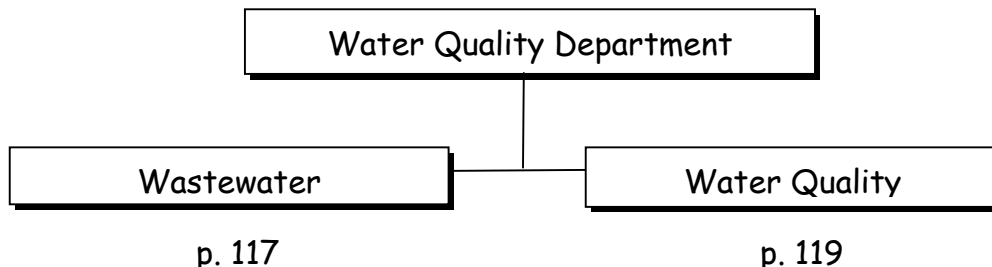 Water Quality Department
Wastewater
Water Quality
p. 117
p. 119